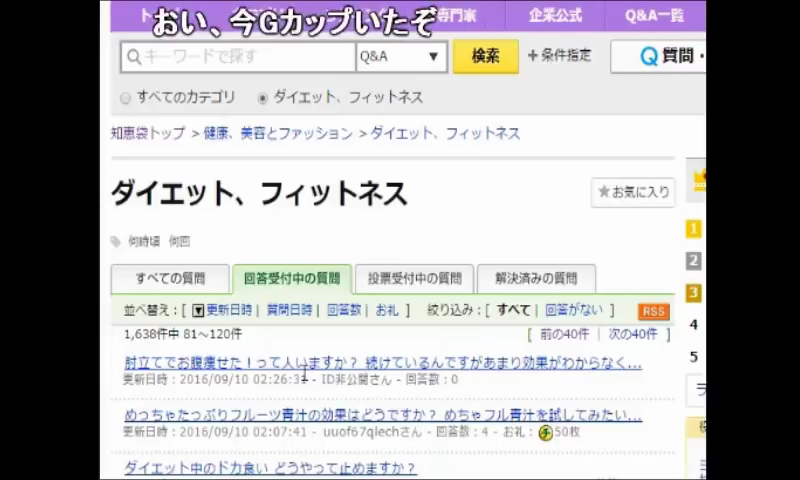 おい、今Gカップいたぞ
専門家 企業公式 Q&A一覧
キーワードで探す Q&A ▼ 検索 +条件指定 Q 質問・
すべてのカテゴリ ダイエット、フィットネス
知恵袋トップ > 健康、美容とファッション > ダイエット、フィットネス
ダイエット、フィットネス
★お気に入り
何時頃 何回
すべての質問 回答受付中の質問 投票受付中の質問 解決済みの質問
並べ替え：[ ▼更新日時 | 質問日時 | 回答数 | お礼 ] 絞り込み：[ すべて | 回答がない ] RSS
1,638件中 81～120件 [ 前の40件 | 次の40件 ]
肘立てでお腹痩せた！って人いますか？ 続けているんですがあまり効果がわからなく...
更新日時：2016/09/10 02:26:31 - ID非公開さん - 回答数：0
めっちゃたっぷりフルーツ青汁の効果はどうですか？ めちゃフル青汁を試してみたい...
更新日時：2016/09/10 02:07:41 - uuof67qlechさん - 回答数：4 - お礼：チ50枚
ダイエット中のドカ食い どうやって止めますか？
1
2
3
4
5